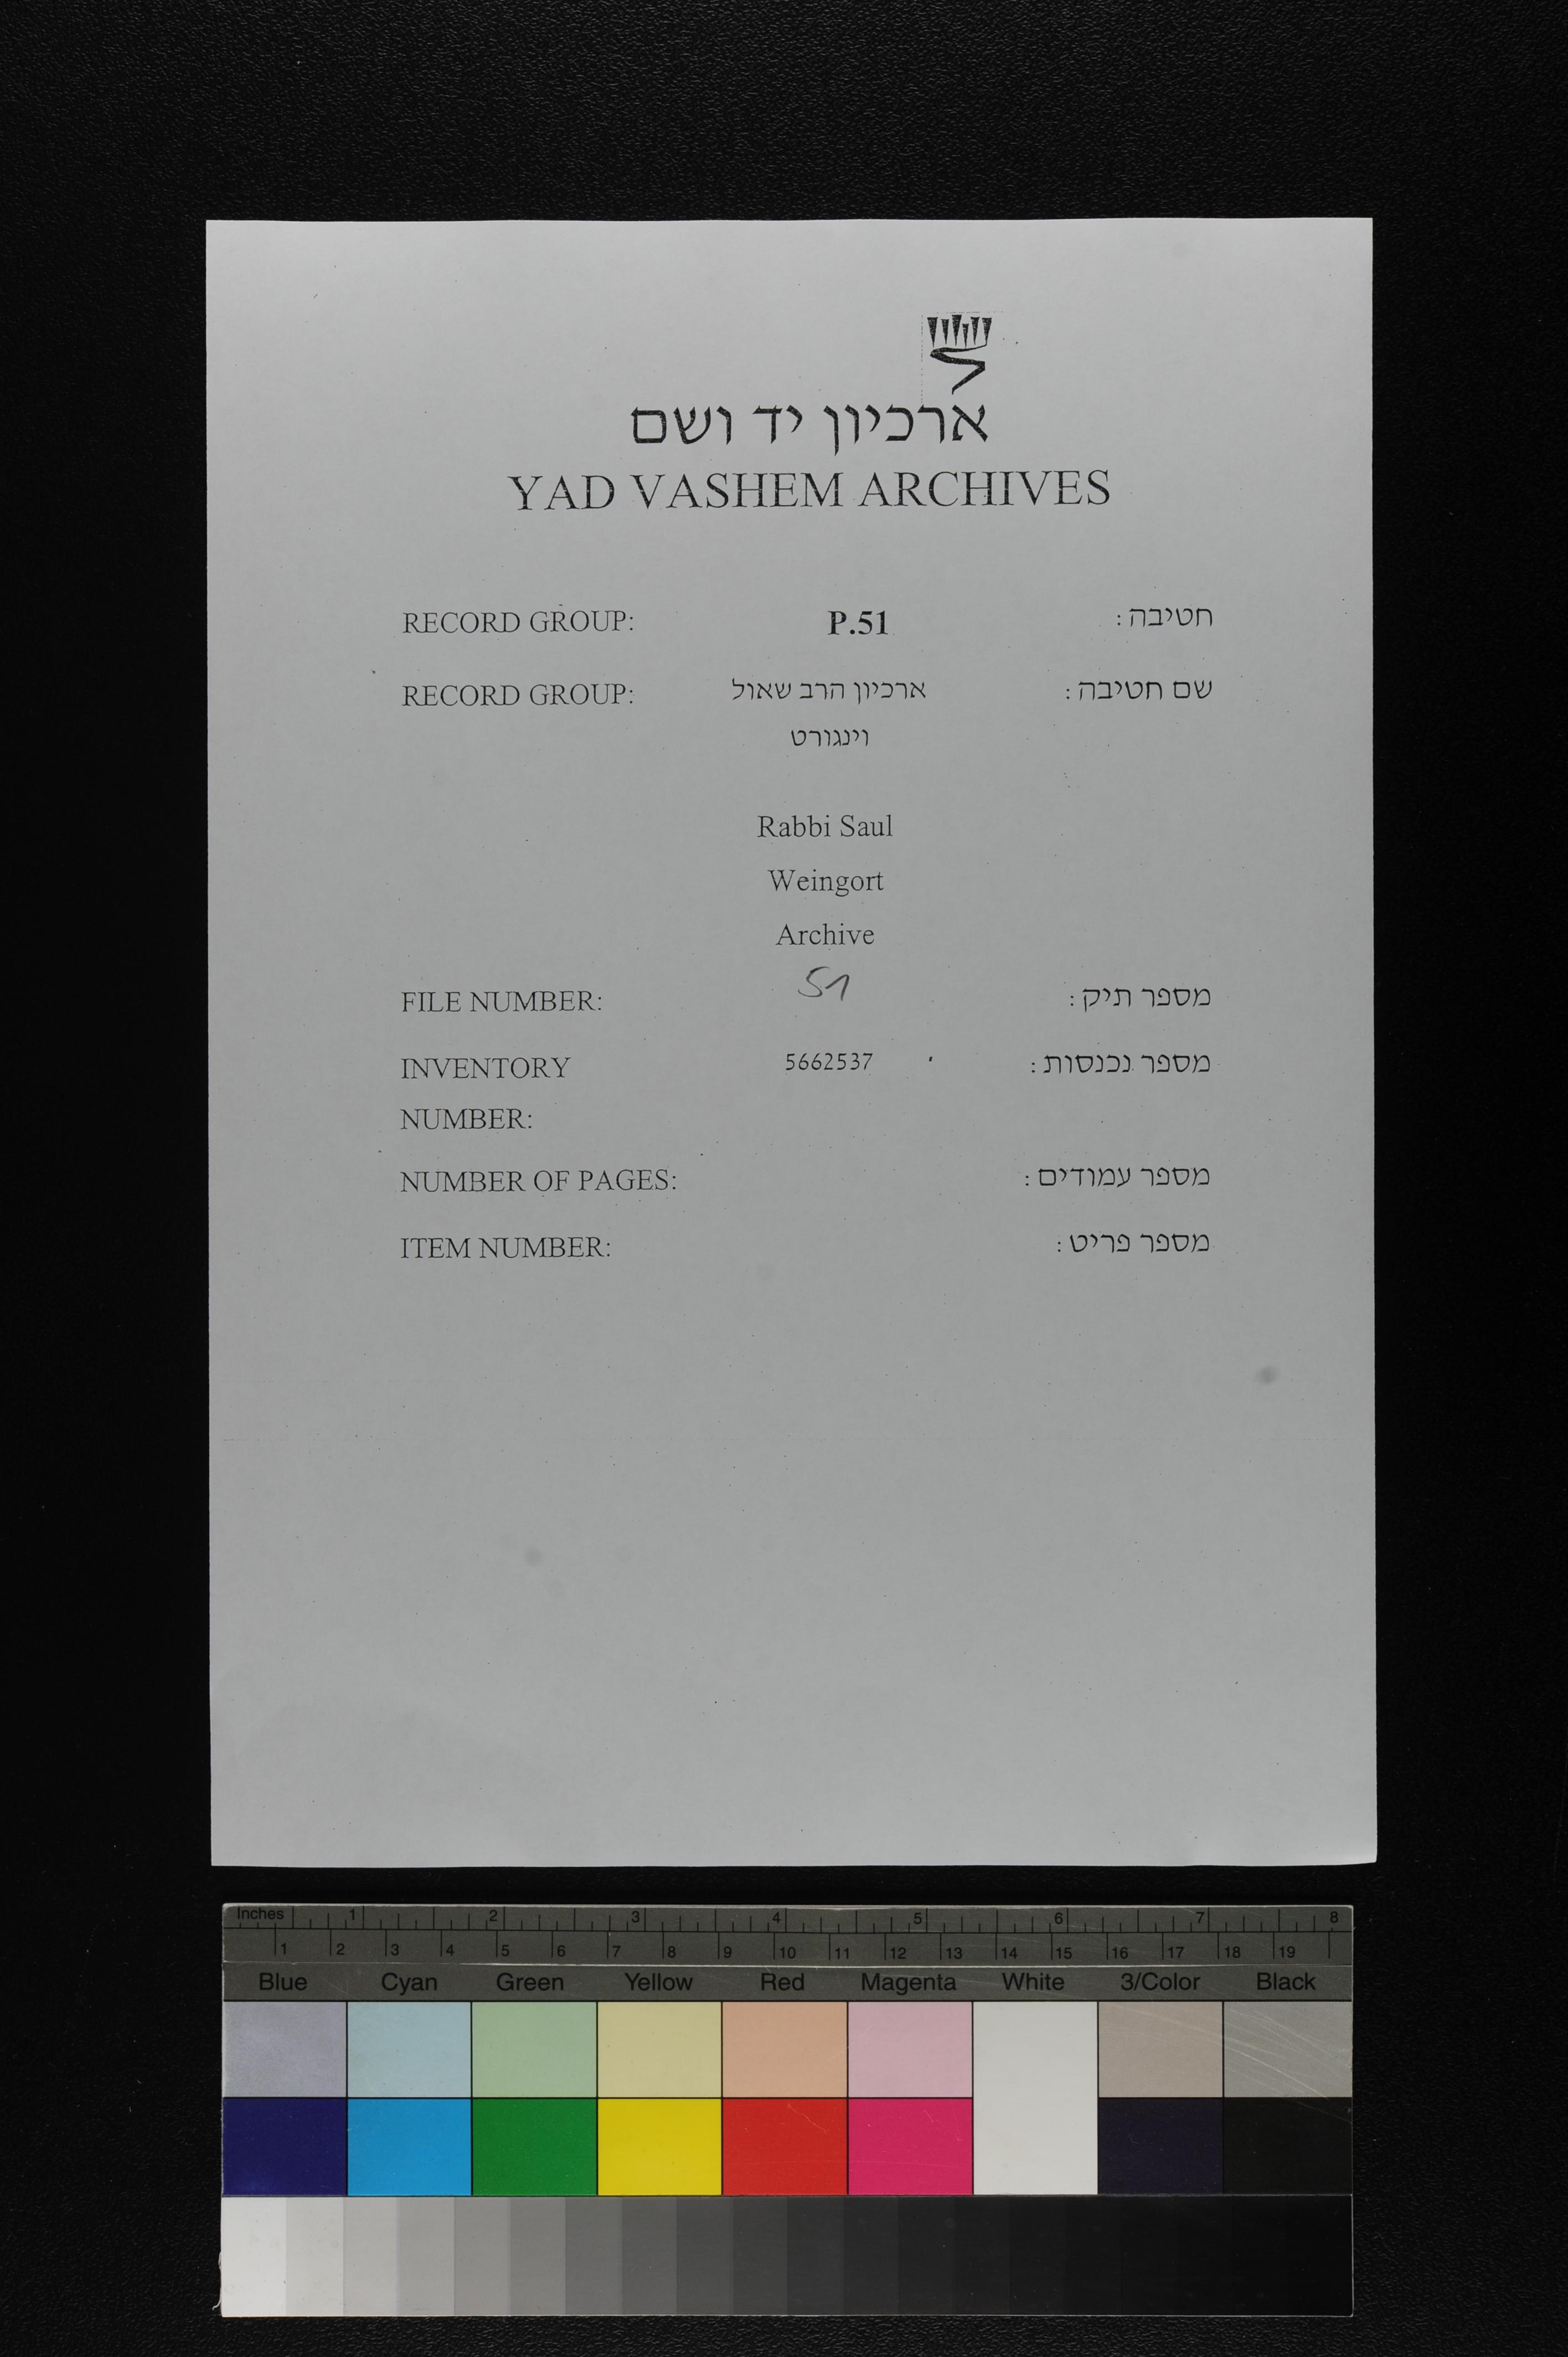 ארכיון יד ושם
YAD VASHEM ARCHIVES
RECORD GROUP: P.51 חטיבה:
RECORD GROUP: ארכיון הרב שאול שם חטיבה:
וינגורט
Rabbi Saul
Weingort
Archive
FILE NUMBER: 51 מספר תיק:
INVENTORY 5662537 מספר נכנסות:
NUMBER:
NUMBER OF PAGES: מספר עמודים:
ITEM NUMBER: מספר פריט:
Inches 1 2 3 4 5 6 7 8
1 2 3 4 5 6 7 8 9 10 11 12 13 14 15 16 17 18 19
Blue Cyan Green Yellow Red Magenta White 3/Color Black